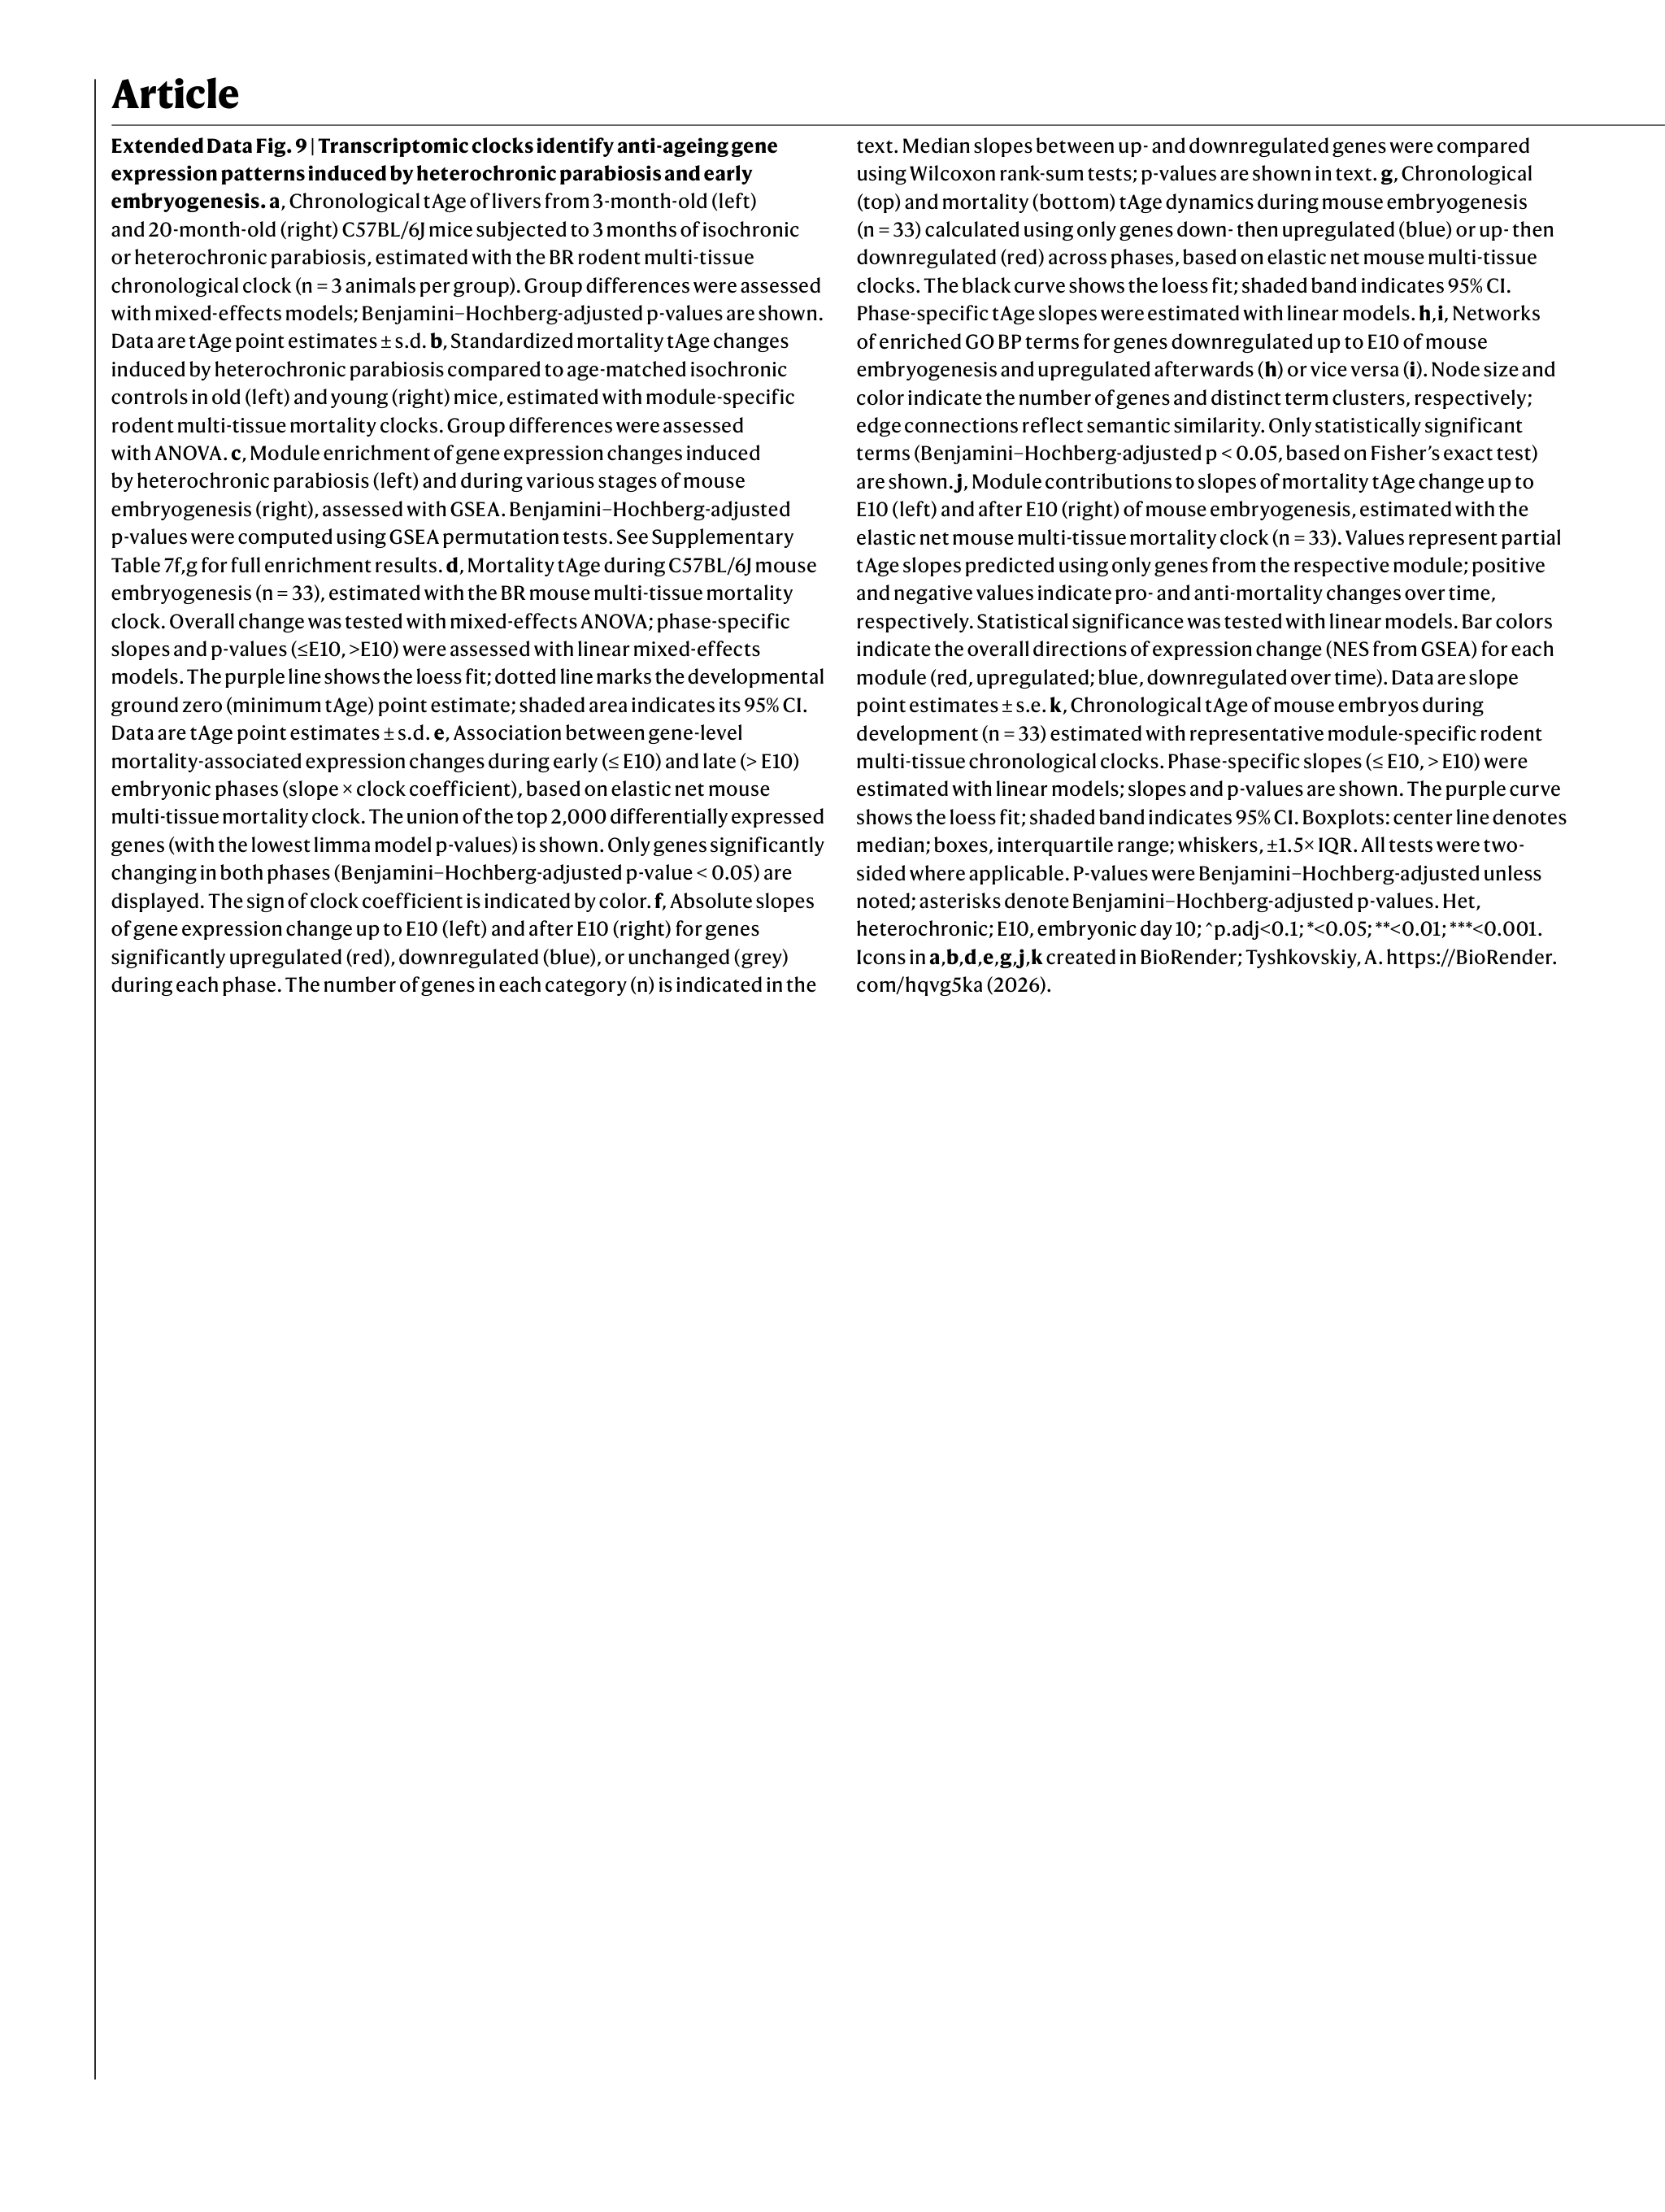 Article
Extended Data Fig. 9 | Transcriptomic clocks identify anti-ageing gene
expression patterns induced by heterochronic parabiosis and early
embryogenesis. a, Chronological tAge of livers from 3-month-old (left)
and 20-month-old (right) C57BL/6J mice subjected to 3 months of isochronic
or heterochronic parabiosis, estimated with the BR rodent multi-tissue
chronological clock (n = 3 animals per group). Group differences were assessed
with mixed-effects models; Benjamini–Hochberg-adjusted p-values are shown.
Data are tAge point estimates ± s.d. b, Standardized mortality tAge changes
induced by heterochronic parabiosis compared to age-matched isochronic
controls in old (left) and young (right) mice, estimated with module-specific
rodent multi-tissue mortality clocks. Group differences were assessed
with ANOVA. c, Module enrichment of gene expression changes induced
by heterochronic parabiosis (left) and during various stages of mouse
embryogenesis (right), assessed with GSEA. Benjamini–Hochberg-adjusted
p-values were computed using GSEA permutation tests. See Supplementary
Table 7f,g for full enrichment results. d, Mortality tAge during C57BL/6J mouse
embryogenesis (n = 33), estimated with the BR mouse multi-tissue mortality
clock. Overall change was tested with mixed-effects ANOVA; phase-specific
slopes and p-values (≤E10, >E10) were assessed with linear mixed-effects
models. The purple line shows the loess fit; dotted line marks the developmental
ground zero (minimum tAge) point estimate; shaded area indicates its 95% CI.
Data are tAge point estimates ± s.d. e, Association between gene-level
mortality-associated expression changes during early (≤ E10) and late (> E10)
embryonic phases (slope × clock coefficient), based on elastic net mouse
multi-tissue mortality clock. The union of the top 2,000 differentially expressed
genes (with the lowest limma model p-values) is shown. Only genes significantly
changing in both phases (Benjamini–Hochberg-adjusted p-value < 0.05) are
displayed. The sign of clock coefficient is indicated by color. f, Absolute slopes
of gene expression change up to E10 (left) and after E10 (right) for genes
significantly upregulated (red), downregulated (blue), or unchanged (grey)
during each phase. The number of genes in each category (n) is indicated in the
text. Median slopes between up- and downregulated genes were compared
using Wilcoxon rank-sum tests; p-values are shown in text. g, Chronological
(top) and mortality (bottom) tAge dynamics during mouse embryogenesis
(n = 33) calculated using only genes down- then upregulated (blue) or up- then
downregulated (red) across phases, based on elastic net mouse multi-tissue
clocks. The black curve shows the loess fit; shaded band indicates 95% CI.
Phase-specific tAge slopes were estimated with linear models. h,i, Networks
of enriched GO BP terms for genes downregulated up to E10 of mouse
embryogenesis and upregulated afterwards (h) or vice versa (i). Node size and
color indicate the number of genes and distinct term clusters, respectively;
edge connections reflect semantic similarity. Only statistically significant
terms (Benjamini–Hochberg-adjusted p < 0.05, based on Fisher's exact test)
are shown. j, Module contributions to slopes of mortality tAge change up to
E10 (left) and after E10 (right) of mouse embryogenesis, estimated with the
elastic net mouse multi-tissue mortality clock (n = 33). Values represent partial
tAge slopes predicted using only genes from the respective module; positive
and negative values indicate pro- and anti-mortality changes over time,
respectively. Statistical significance was tested with linear models. Bar colors
indicate the overall directions of expression change (NES from GSEA) for each
module (red, upregulated; blue, downregulated over time). Data are slope
point estimates ± s.e. k, Chronological tAge of mouse embryos during
development (n = 33) estimated with representative module-specific rodent
multi-tissue chronological clocks. Phase-specific slopes (≤ E10, > E10) were
estimated with linear models; slopes and p-values are shown. The purple curve
shows the loess fit; shaded band indicates 95% CI. Boxplots: center line denotes
median; boxes, interquartile range; whiskers, ±1.5× IQR. All tests were two-
sided where applicable. P-values were Benjamini–Hochberg-adjusted unless
noted; asterisks denote Benjamini–Hochberg-adjusted p-values. Het,
heterochronic; E10, embryonic day 10; ^p.adj<0.1; *<0.05; **<0.01; ***<0.001.
Icons in a,b,d,e,g,j,k created in BioRender; Tyshkovskiy, A. https://BioRender.
com/hqvg5ka (2026).